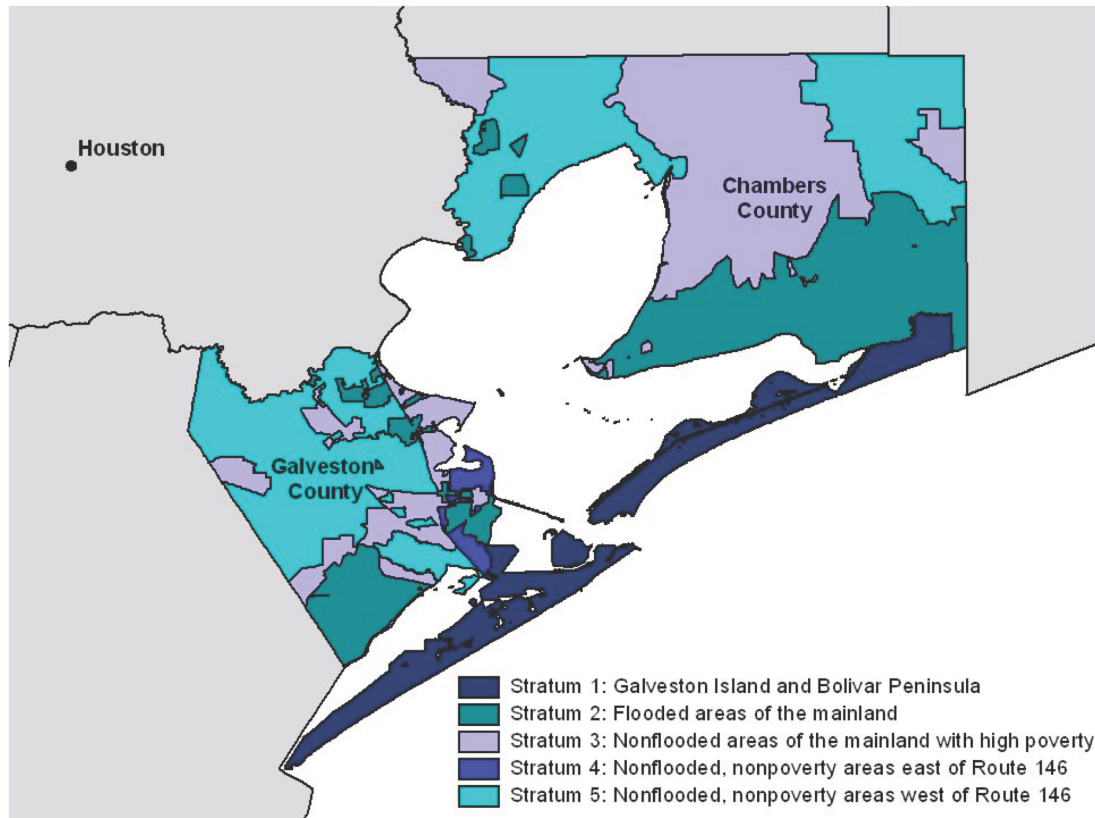 Houston
Chambers
County
Galveston
County
Stratum 1: Galveston Island and Bolivar Peninsula
Stratum 2: Flooded areas of the mainland
Stratum 3: Nonflooded areas of the mainland with high poverty
Stratum 4: Nonflooded, nonpoverty areas east of Route 146
Stratum 5: Nonflooded, nonpoverty areas west of Route 146